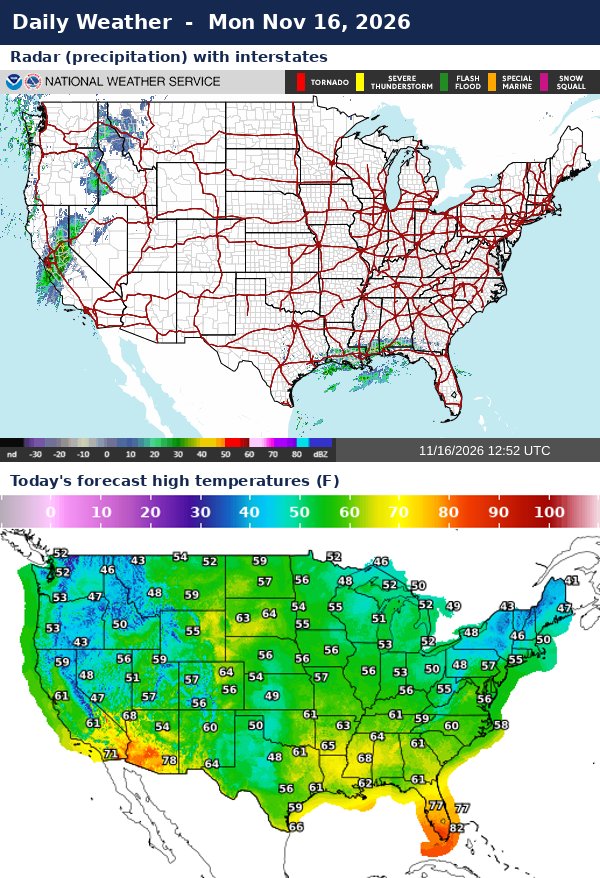 Daily Weather - Mon Nov 16, 2026
Radar (precipitation) with interstates
NATIONAL WEATHER SERVICE
TORNADO
SEVERE THUNDERSTORM
FLASH FLOOD
SPECIAL MARINE
SNOW SQUALL
nd -30 -20 -10 0 10 20 30 40 50 60 70 80 dBZ
11/16/2026 12:52 UTC
Today's forecast high temperatures (F)
0 10 20 30 40 50 60 70 80 90 100
52 43 54 52 59 52 46
52 46 48 59 57 56 48 52 50 41
53 47 63 64 54 55 52 49 43 47
53 50 55 55 51 48 46 50
43 53 52
59 56 59 56 56 56 48 57 55
48 51 57 64 54 57 56 53 50
61 47 57 56 56 49 56 55 56
68 61 61 59
61 54 60 50 63 60 58
71 78 64 48 61 65 64 61
68
56 61 62 61
59 77 77
66 82